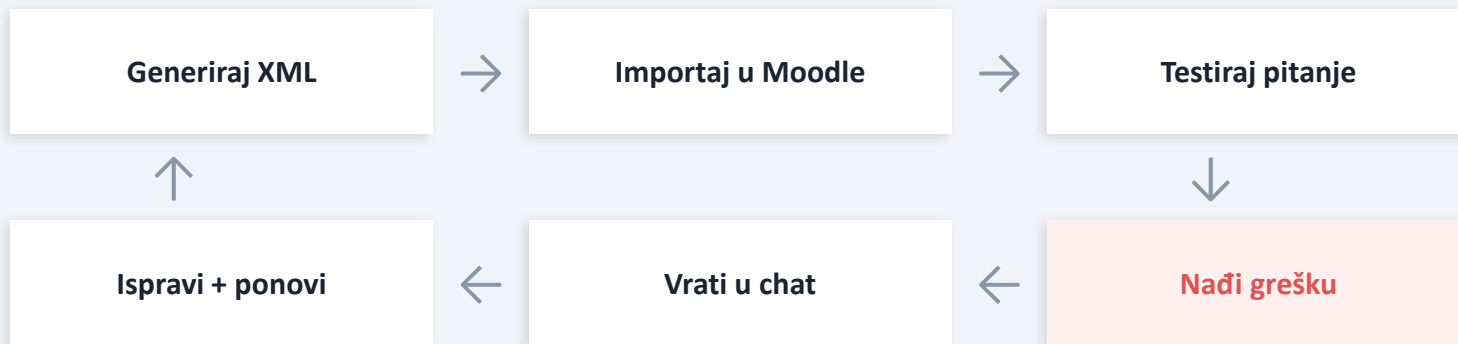 Generiraj XML
Importaj u Moodle
Testiraj pitanje
Ispravi + ponovi
Vrati u chat
Nađi grešku